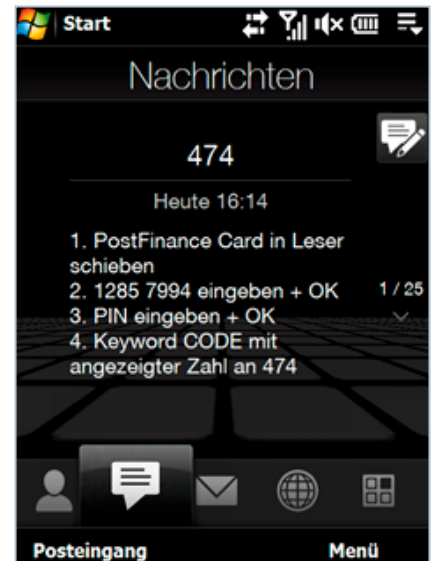 Start
Nachrichten
474
Heute 16:14
1. PostFinance Card in Leser
schieben
2. 1285 7994 eingeben + OK
1 / 25
3. PIN eingeben + OK
4. Keyword CODE mit
angezeigter Zahl an 474
Posteingang
Menü